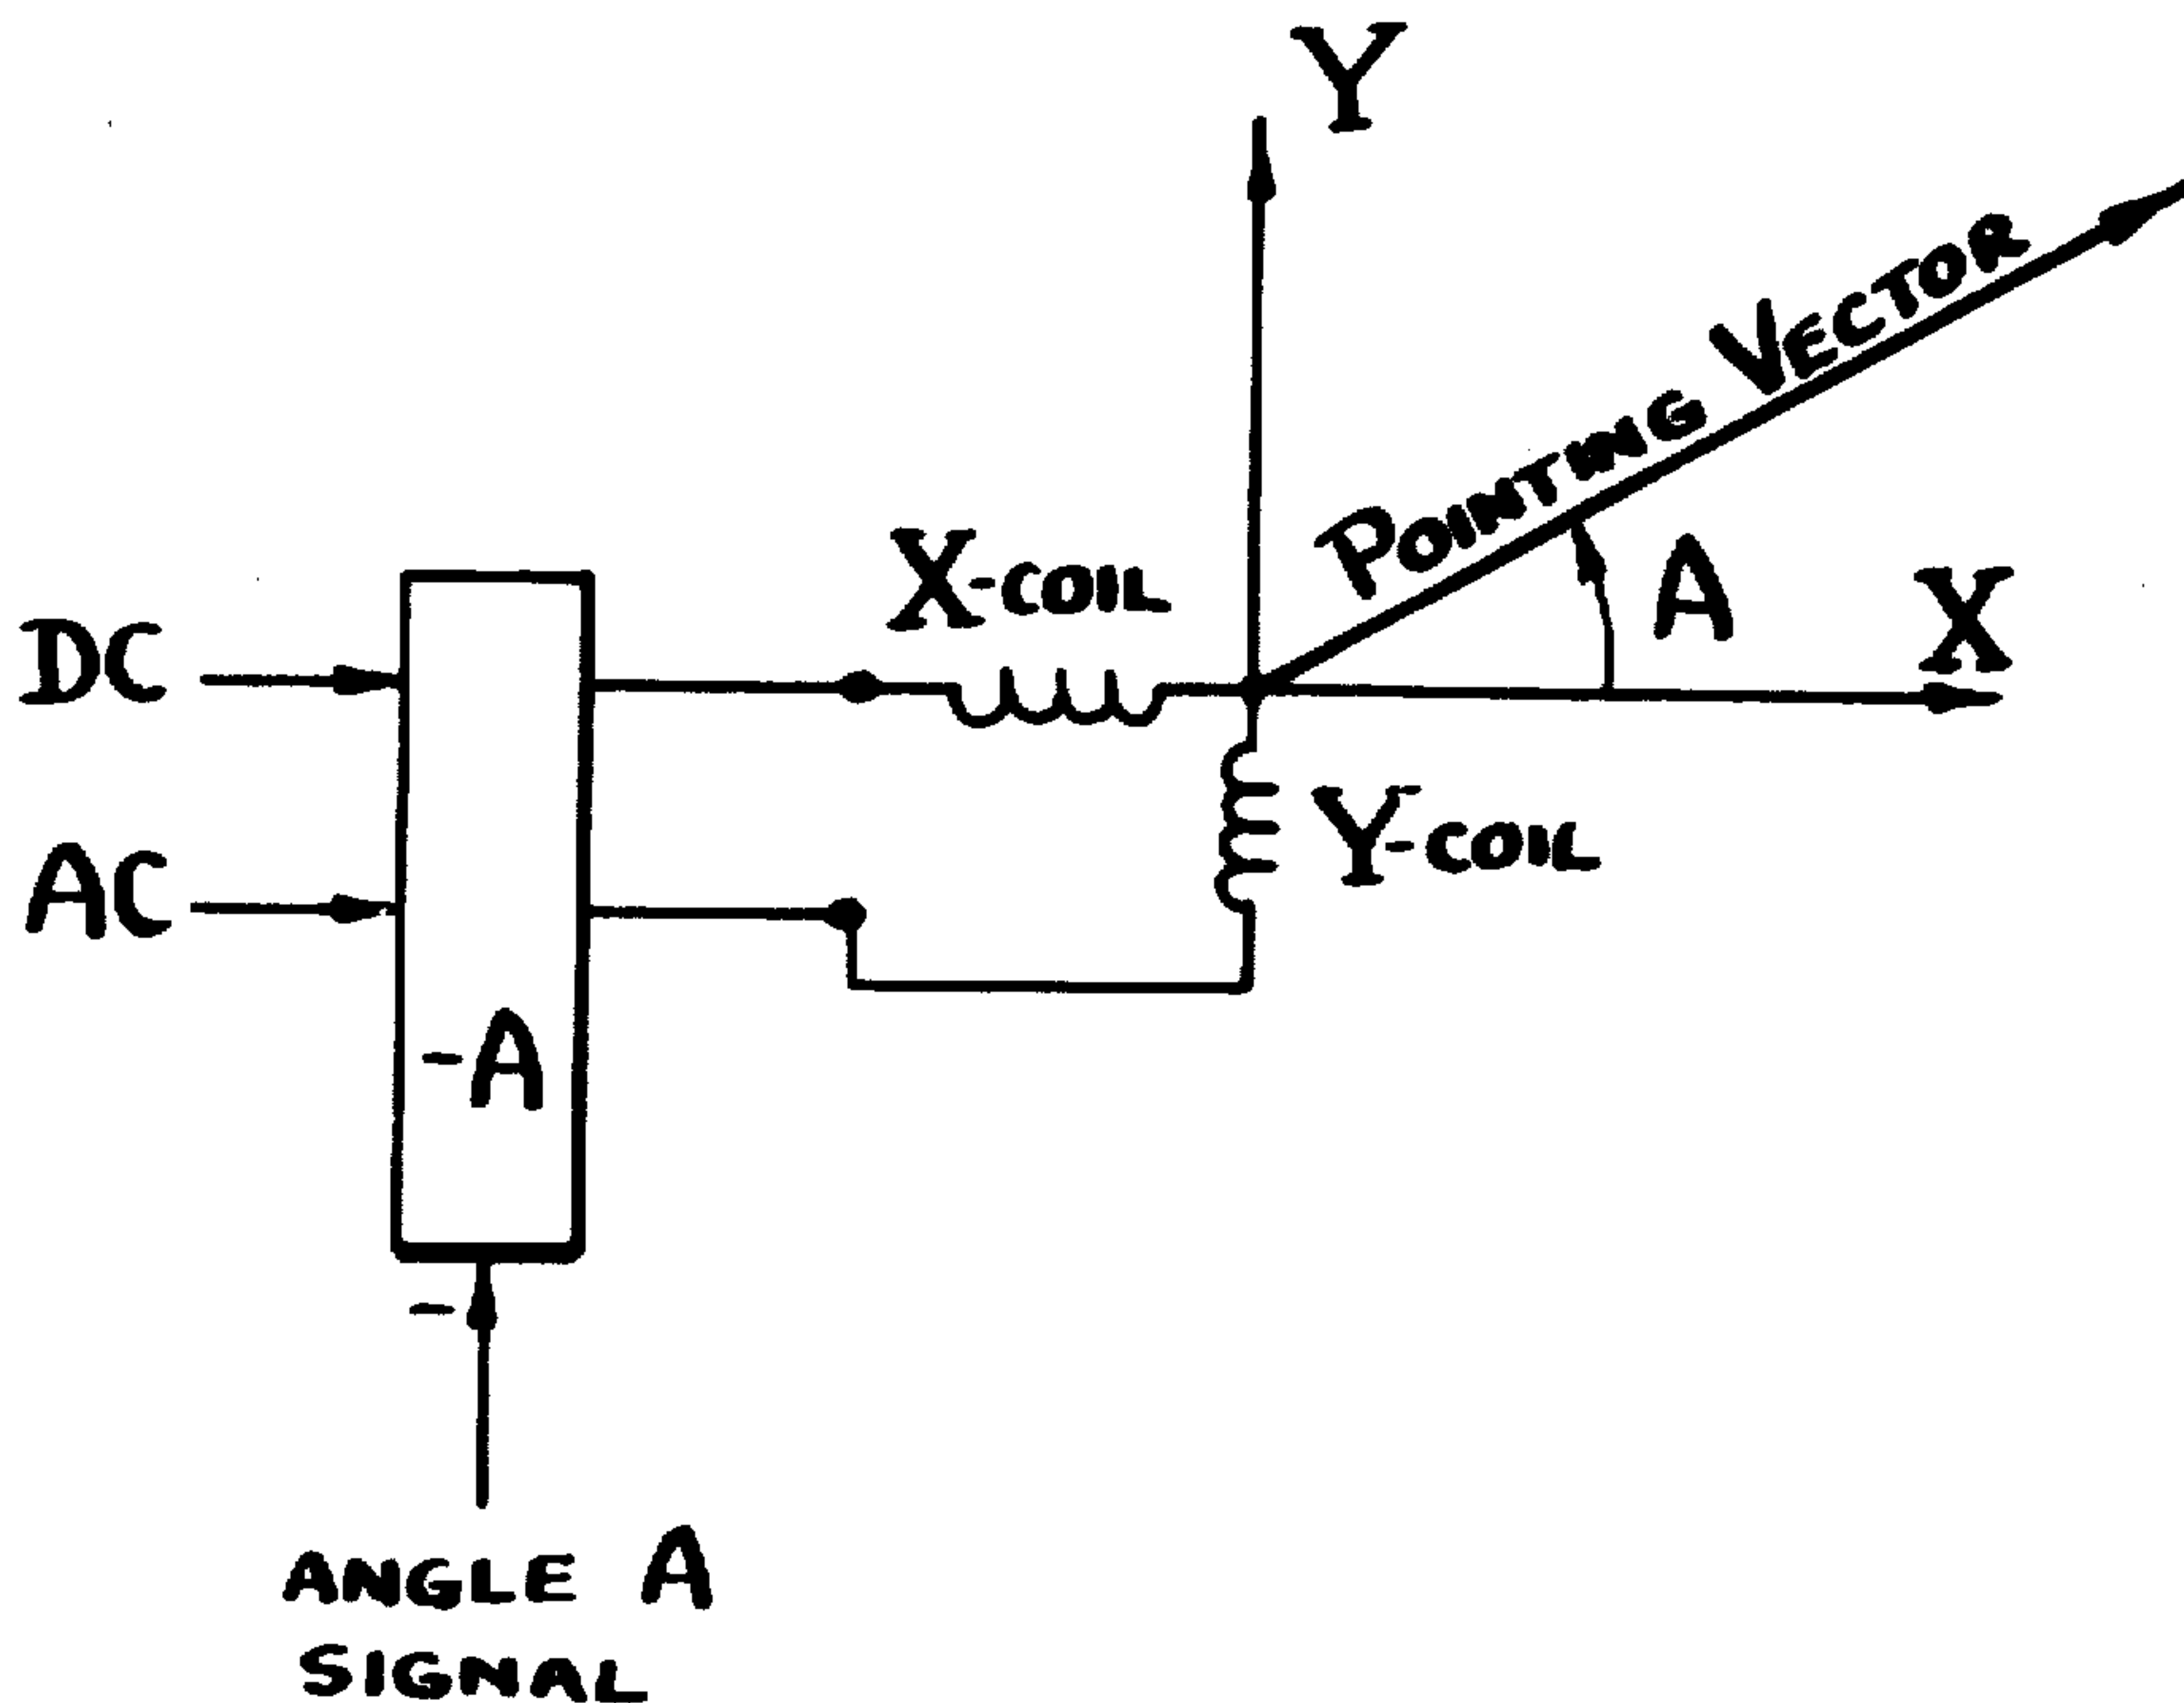 Y
POINTING VECTOR
X-COIL
A
X
DC
Y-COIL
AC
-A
-
ANGLE A
SIGNAL